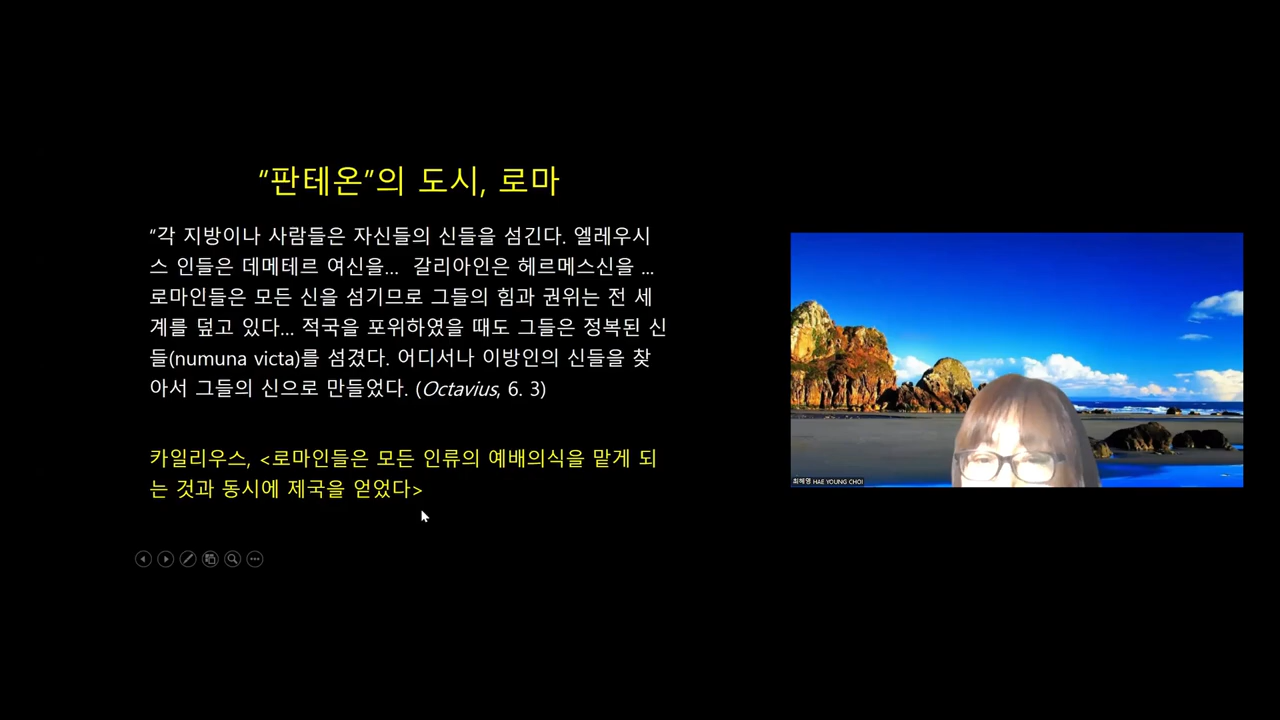 “판테온”의 도시, 로마
“각 지방이나 사람들은 자신들의 신들을 섬긴다. 엘레우시
스 인들은 데메테르 여신을... 갈리아인은 헤르메스신을 ...
로마인들은 모든 신을 섬기므로 그들의 힘과 권위는 전 세
계를 덮고 있다... 적국을 포위하였을 때도 그들은 정복된 신
들(numuna victa)를 섬겼다. 어디서나 이방인의 신들을 찾
아서 그들의 신으로 만들었다. (Octavius, 6. 3)
카일리우스, <로마인들은 모든 인류의 예배의식을 맡게 되
는 것과 동시에 제국을 얻었다>
최혜영 HAE YOUNG CHOI